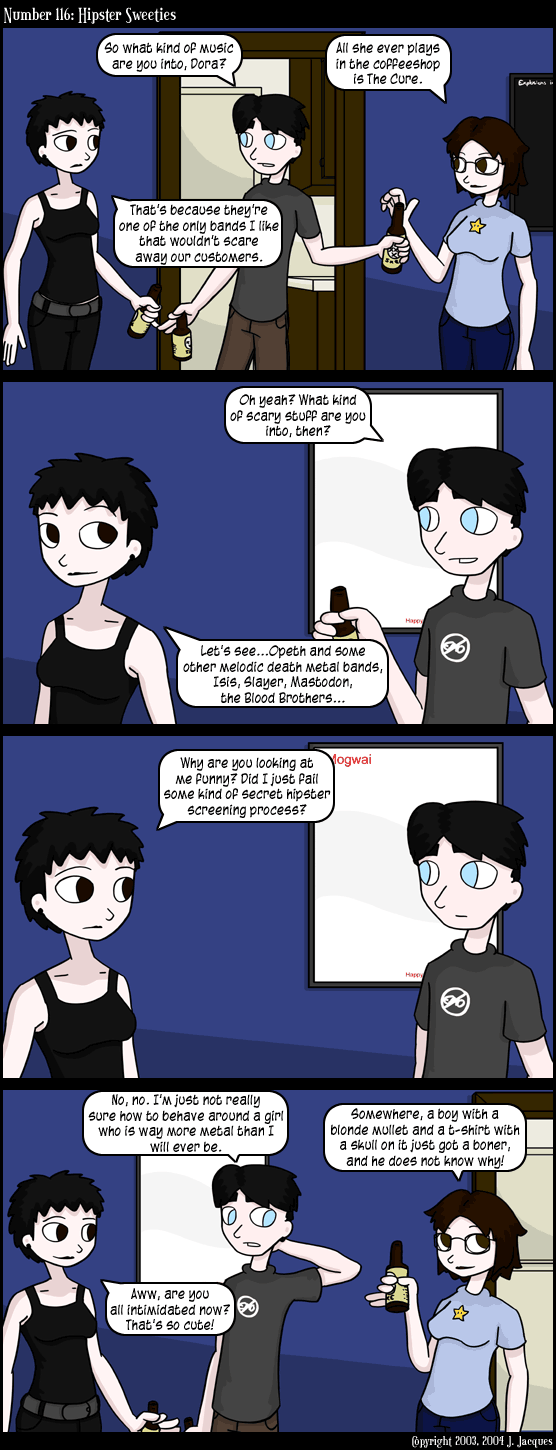 Number 116: Hipster Sweeties
So what kind of music
are you into, Dora?
All she ever plays
in the coffeeshop
is The Cure.
Explosions in
That's because they're
one of the only bands I like
that wouldn't scare
away our customers.
Oh yeah? What kind
of scary stuff are you
into, then?
Happy
Let's see...Opeth and some
other melodic death metal bands,
Isis, Slayer, Mastodon,
the Blood Brothers...
Mogwai
Why are you looking at
me funny? Did I just fail
some kind of secret hipster
screening process?
Happy
No, no. I'm just not really
sure how to behave around a girl
who is way more metal than I
will ever be.
Somewhere, a boy with a
blonde mullet and a t-shirt with
a skull on it just got a boner,
and he does not know why!
Aww, are you
all intimidated now?
That's so cute!
Copyright 2003, 2004 J. Jacques